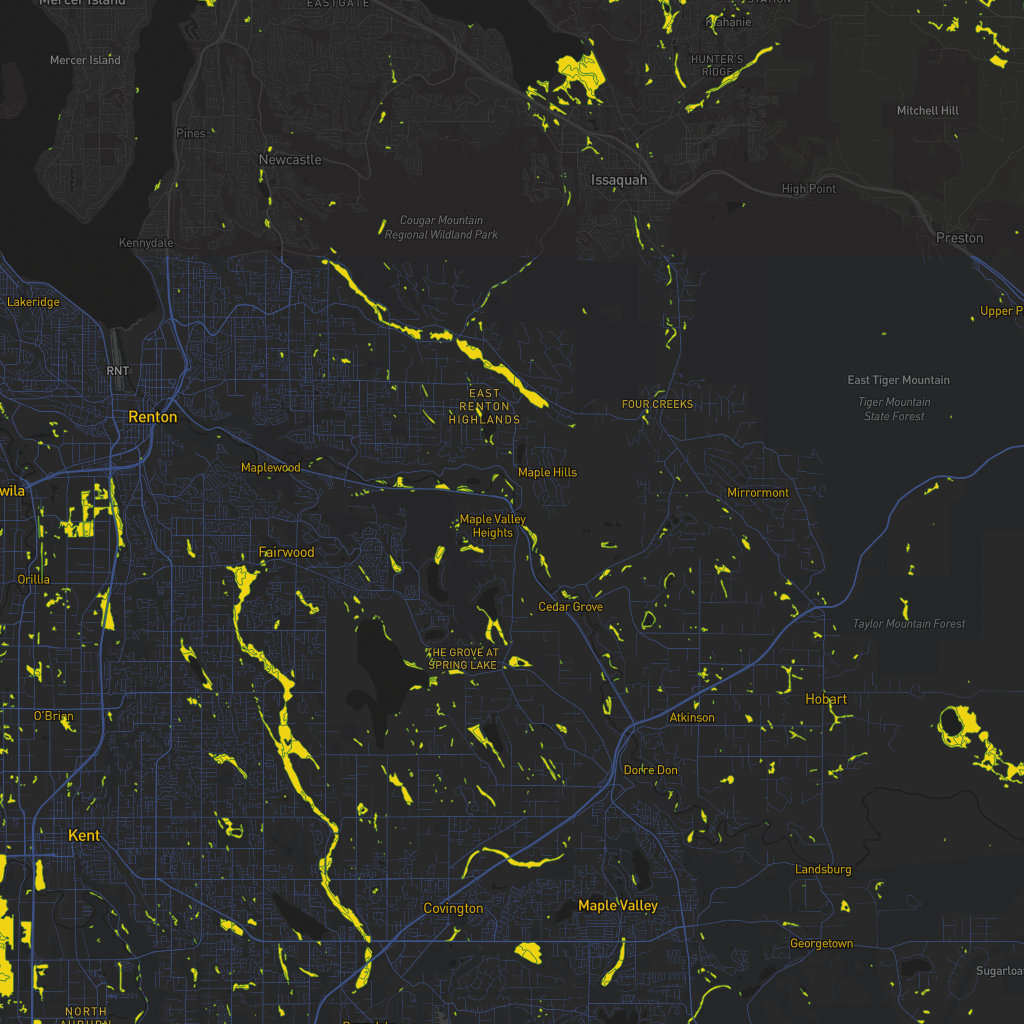 Mercer Island
EASTGATE
STATION
Klahanie
Mercer Island
HUNTER'S
RIDGE
Mitchell Hill
Pines
Newcastle
Issaquah
High Point
Cougar Mountain
Regional Wildland Park
Kennydale
Preston
Lakeridge
Upper P
RNT
East Tiger Mountain
EAST
RENTON
HIGHLANDS
FOUR CREEKS
Tiger Mountain
State Forest
Renton
Maplewood
Maple Hills
wila
Mirrormont
Maple Valley
Heights
Fairwood
Orillia
Cedar Grove
Taylor Mountain Forest
THE GROVE AT
SPRING LAKE
Hobart
O'Brien
Atkinson
Dorre Don
Kent
Landsburg
Covington
Maple Valley
Georgetown
Sugarloa
NORTH
AUBURN